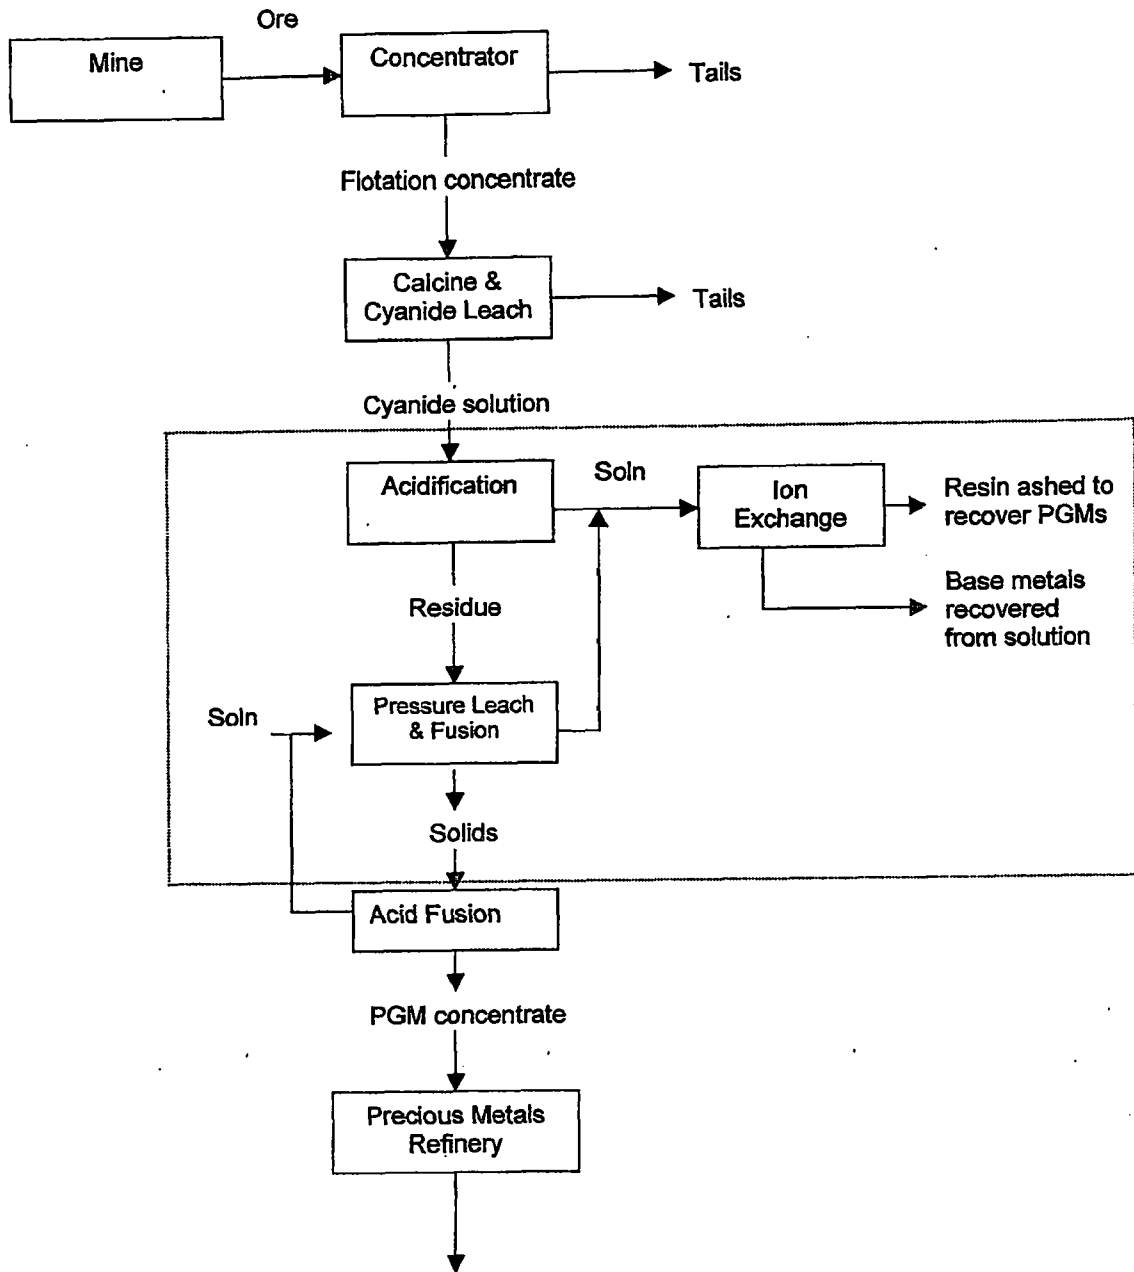 Ore
Mine
Concentrator
Tails
Flotation concentrate
Calcine &
Cyanide Leach
Tails
Cyanide solution
Acidification
Soln
Ion
Exchange
Resin ashed to
recover PGMs
Base metals
recovered
from solution
Residue
Pressure Leach
& Fusion
Soln
Solids
Acid Fusion
PGM concentrate
Precious Metals
Refinery